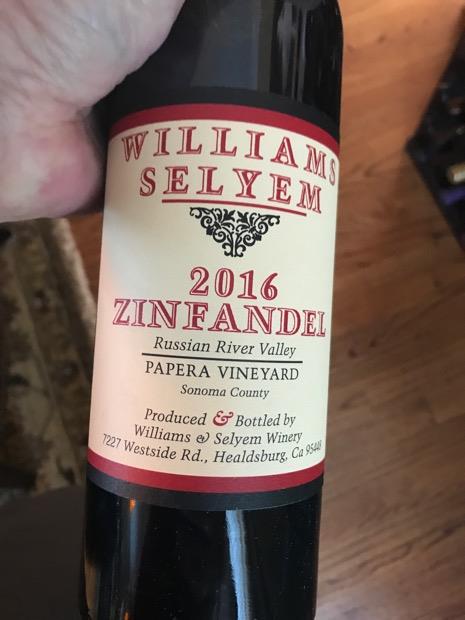 WILLIAMS
SELYEM
2016
ZINFANDEL
Russian River Valley
PAPERA VINEYARD
Sonoma County
Produced & Bottled by
Williams & Selyem Winery
7227 Westside Rd., Healdsburg, Ca 95448